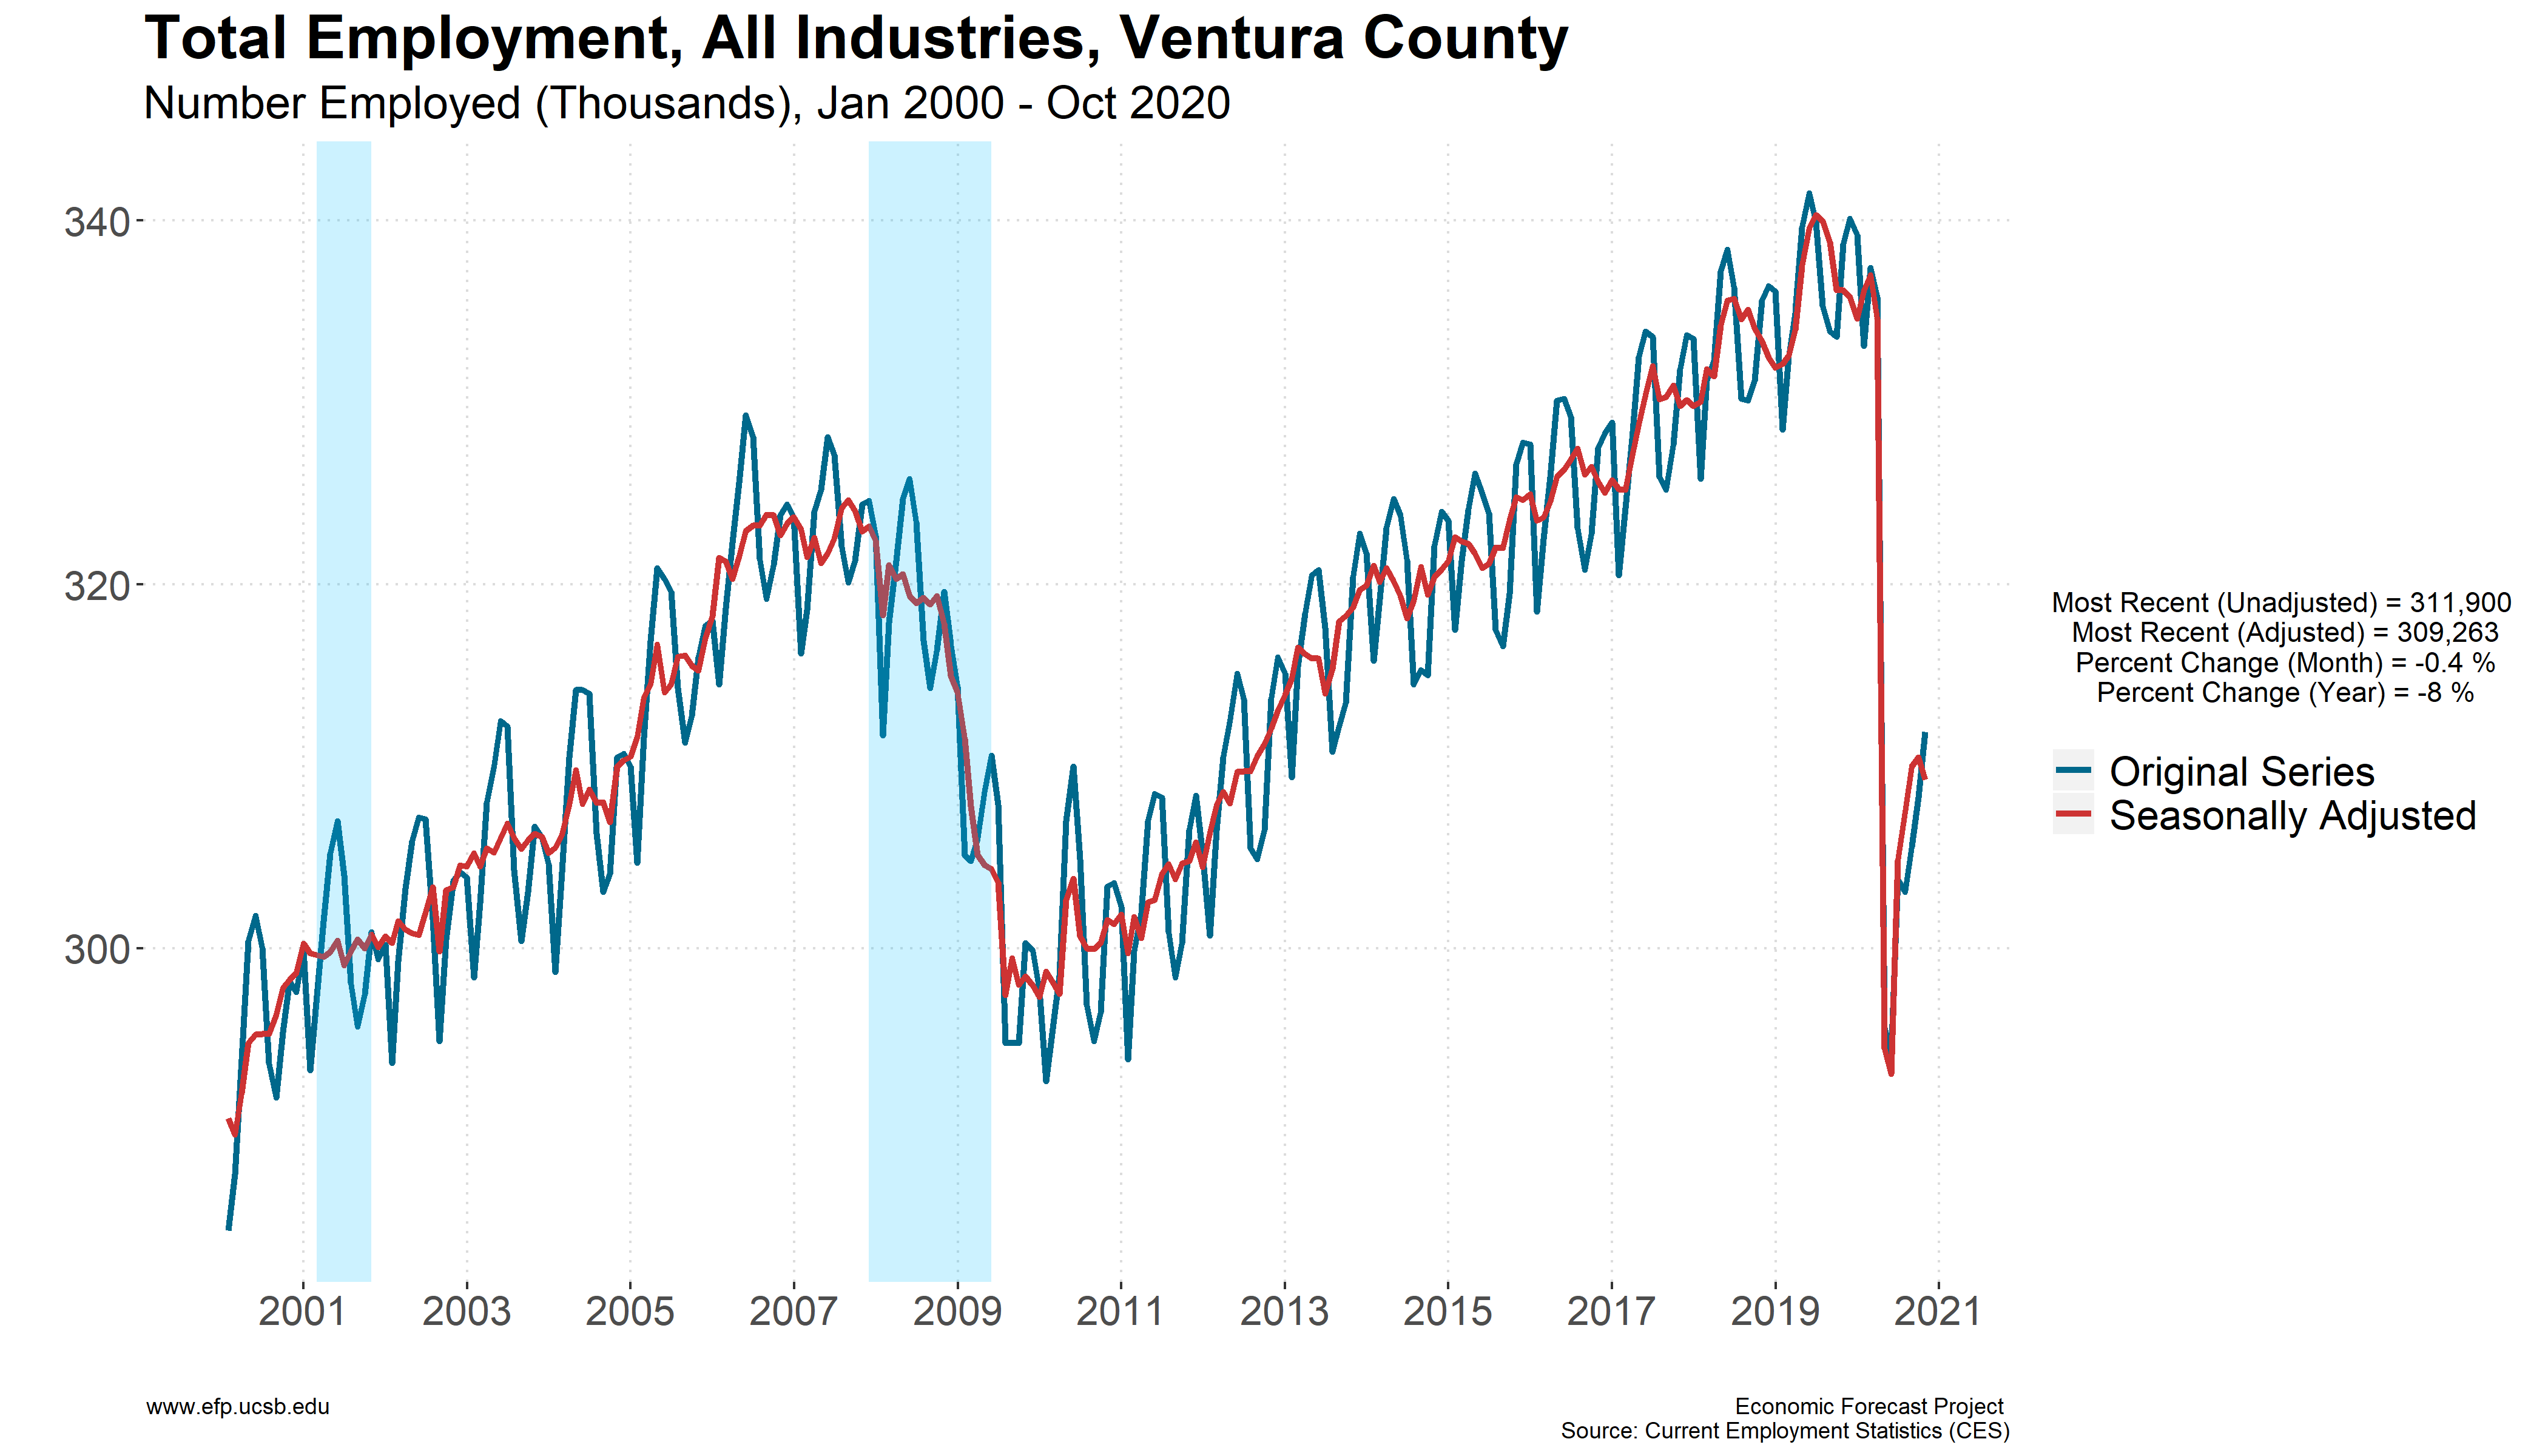 Total Employment, All Industries, Ventura County
Number Employed (Thousands), Jan 2000 - Oct 2020
340
320
300
2001 2003 2005 2007 2009 2011 2013 2015 2017 2019 2021
Most Recent (Unadjusted) = 311,900
Most Recent (Adjusted) = 309,263
Percent Change (Month) = -0.4 %
Percent Change (Year) = -8 %
Original Series
Seasonally Adjusted
www.efp.ucsb.edu
Economic Forecast Project
Source: Current Employment Statistics (CES)